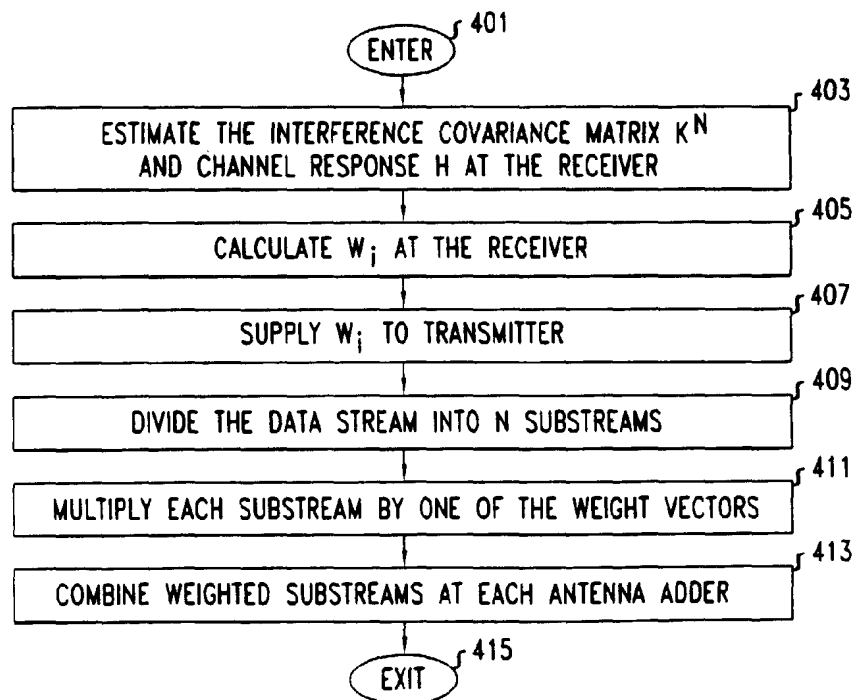 401
ENTER
403
ESTIMATE THE INTERFERENCE COVARIANCE MATRIX K^N
AND CHANNEL RESPONSE H AT THE RECEIVER
405
CALCULATE W_i AT THE RECEIVER
407
SUPPLY W_i TO TRANSMITTER
409
DIVIDE THE DATA STREAM INTO N SUBSTREAMS
411
MULTIPLY EACH SUBSTREAM BY ONE OF THE WEIGHT VECTORS
413
COMBINE WEIGHTED SUBSTREAMS AT EACH ANTENNA ADDER
415
EXIT